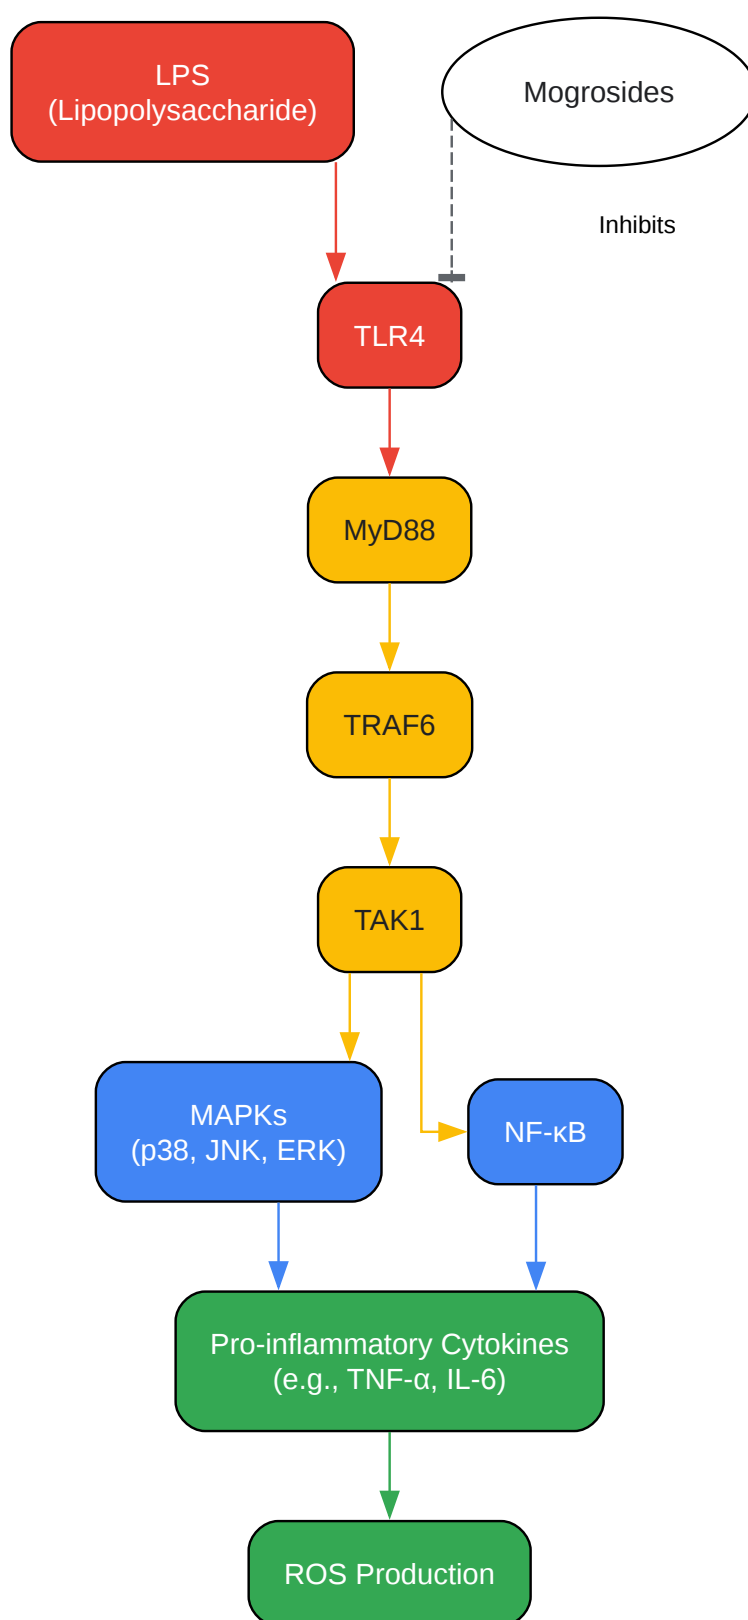 LPS
(Lipopolysaccharide)
Mogrosides
Inhibits
TLR4
MyD88
TRAF6
TAK1
MAPKs
(p38, JNK, ERK)
NF-κB
Pro-inflammatory Cytokines
(e.g., TNF-α, IL-6)
ROS Production